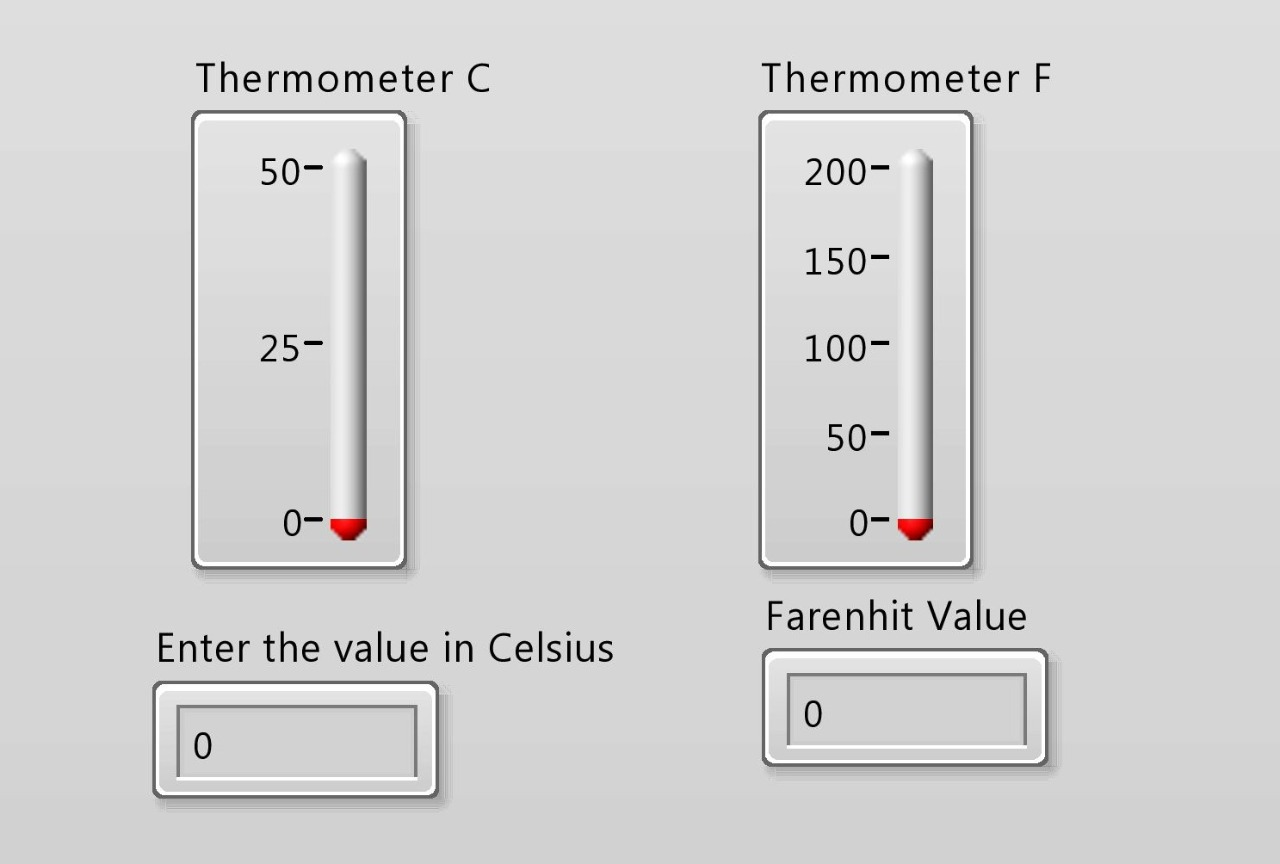 Thermometer C
50
25
0
Enter the value in Celsius
0
Thermometer F
200
150
100
50
0
Farenhit Value
0